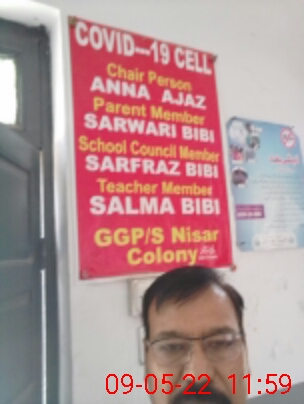 COVID---19 CELL
Chair Person
ANNA AJAZ
Parent Member
SARWARI BIBI
School Council Member
SARFRAZ BIBI
Teacher Member
SALMA BIBI
GGP/S Nisar
Colony
09-05-22 11:59